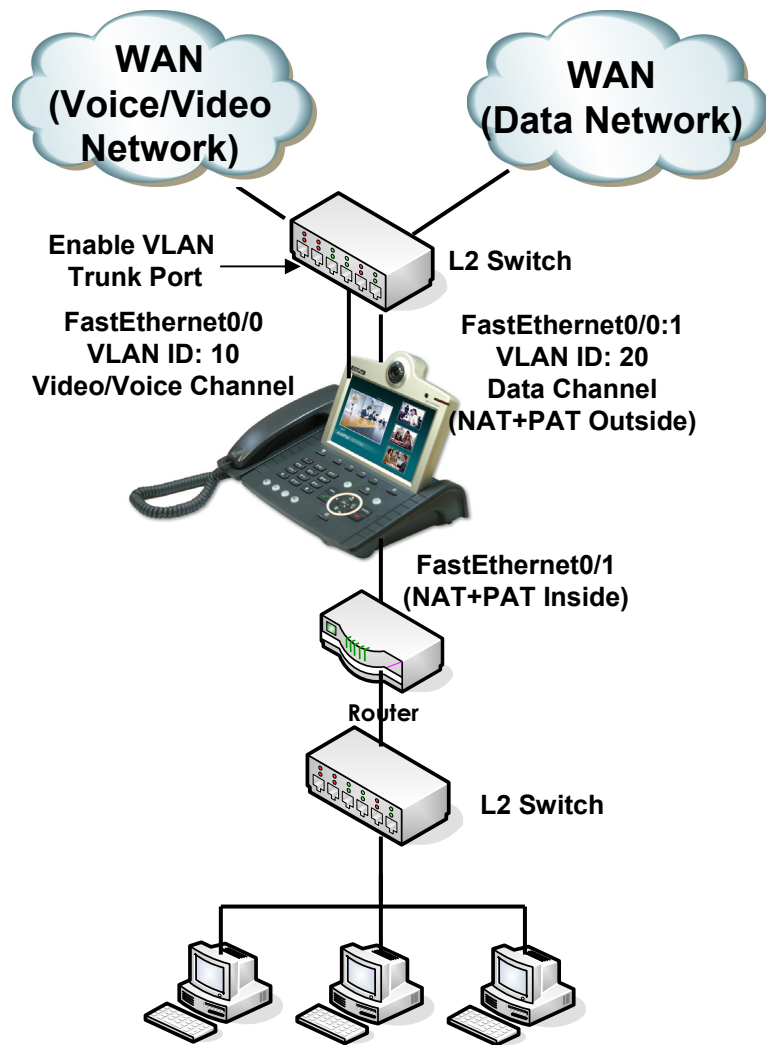 WAN
(Voice/Video
Network)
WAN
(Data Network)
Enable VLAN
Trunk Port
L2 Switch
FastEthernet0/0
VLAN ID: 10
Video/Voice Channel
FastEthernet0/0:1
VLAN ID: 20
Data Channel
(NAT+PAT Outside)
FastEthernet0/1
(NAT+PAT Inside)
Router
L2 Switch